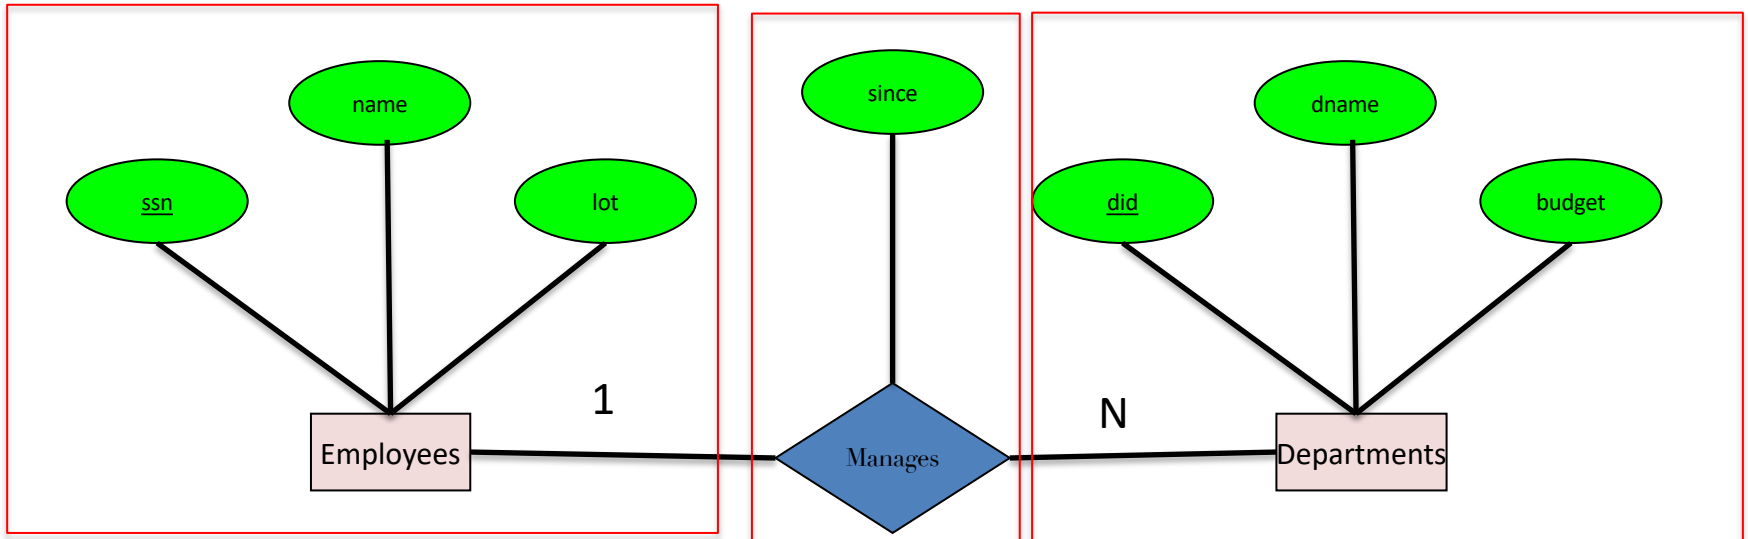 name
since
dname
ssn
lot
did
budget
1
N
Employees
Manages
Departments